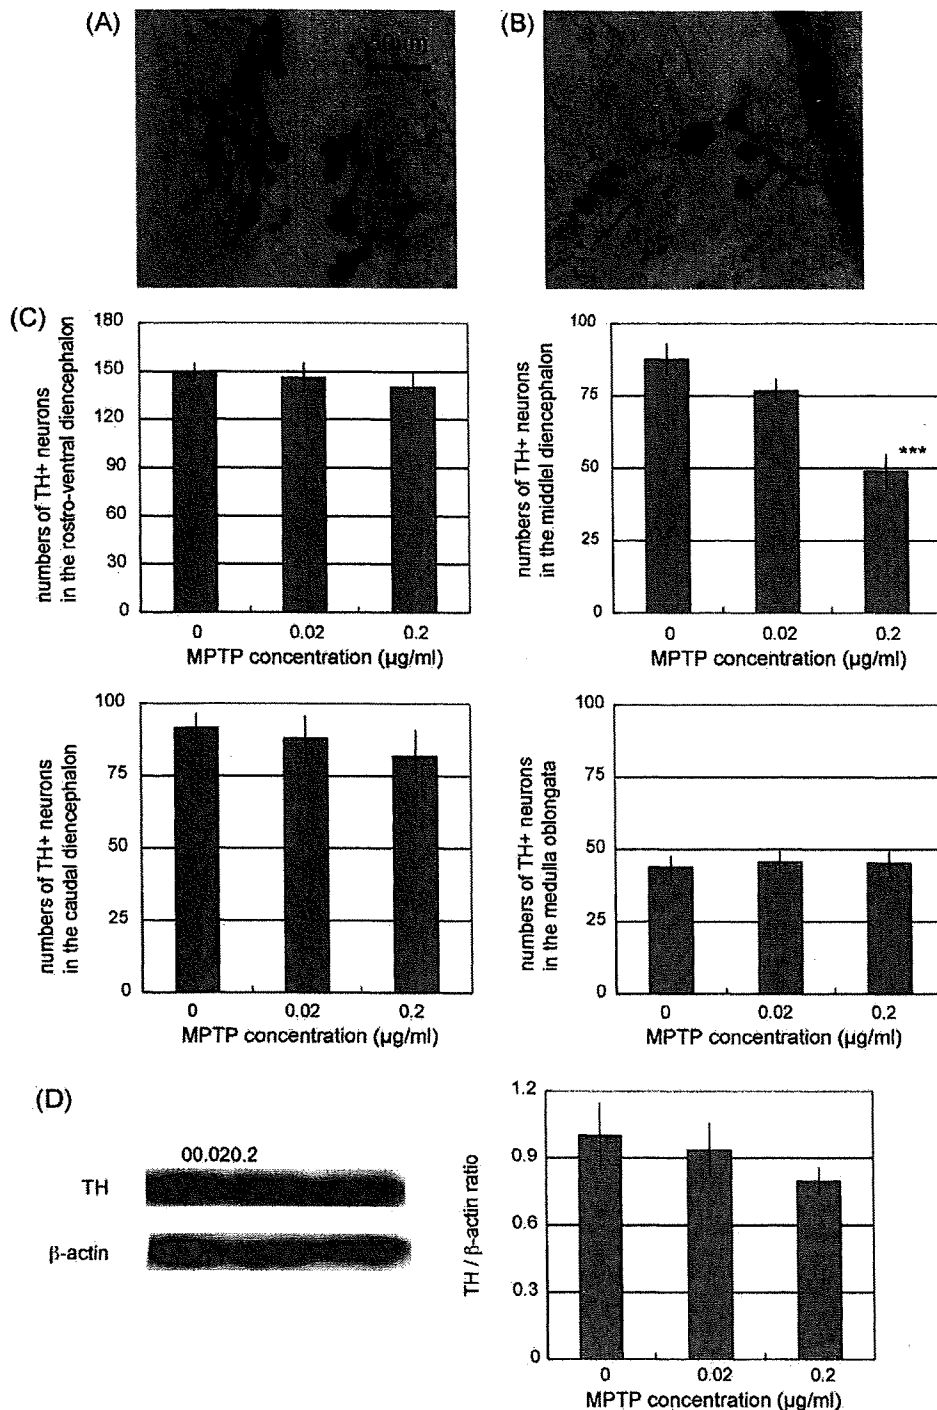 (A)
(B)
(C)
numbers of TH+ neurons
in the rostro-ventral diencephalon
180
150
120
90
60
30
0
0 0.02 0.2
MPTP concentration (µg/ml)
numbers of TH+ neurons
in the middlel diencephalon
100
75
50
25
0
***
0 0.02 0.2
MPTP concentration (µg/ml)
numbers of TH+ neurons
in the caudal diencephalon
100
75
50
25
0
0 0.02 0.2
MPTP concentration (µg/ml)
numbers of TH+ neurons
in the medulla oblongata
100
75
50
25
0
0 0.02 0.2
MPTP concentration (µg/ml)
(D)
00.020.2
TH
β-actin
TH / β-actin ratio
1.2
0.9
0.6
0.3
0
0 0.02 0.2
MPTP concentration (µg/ml)